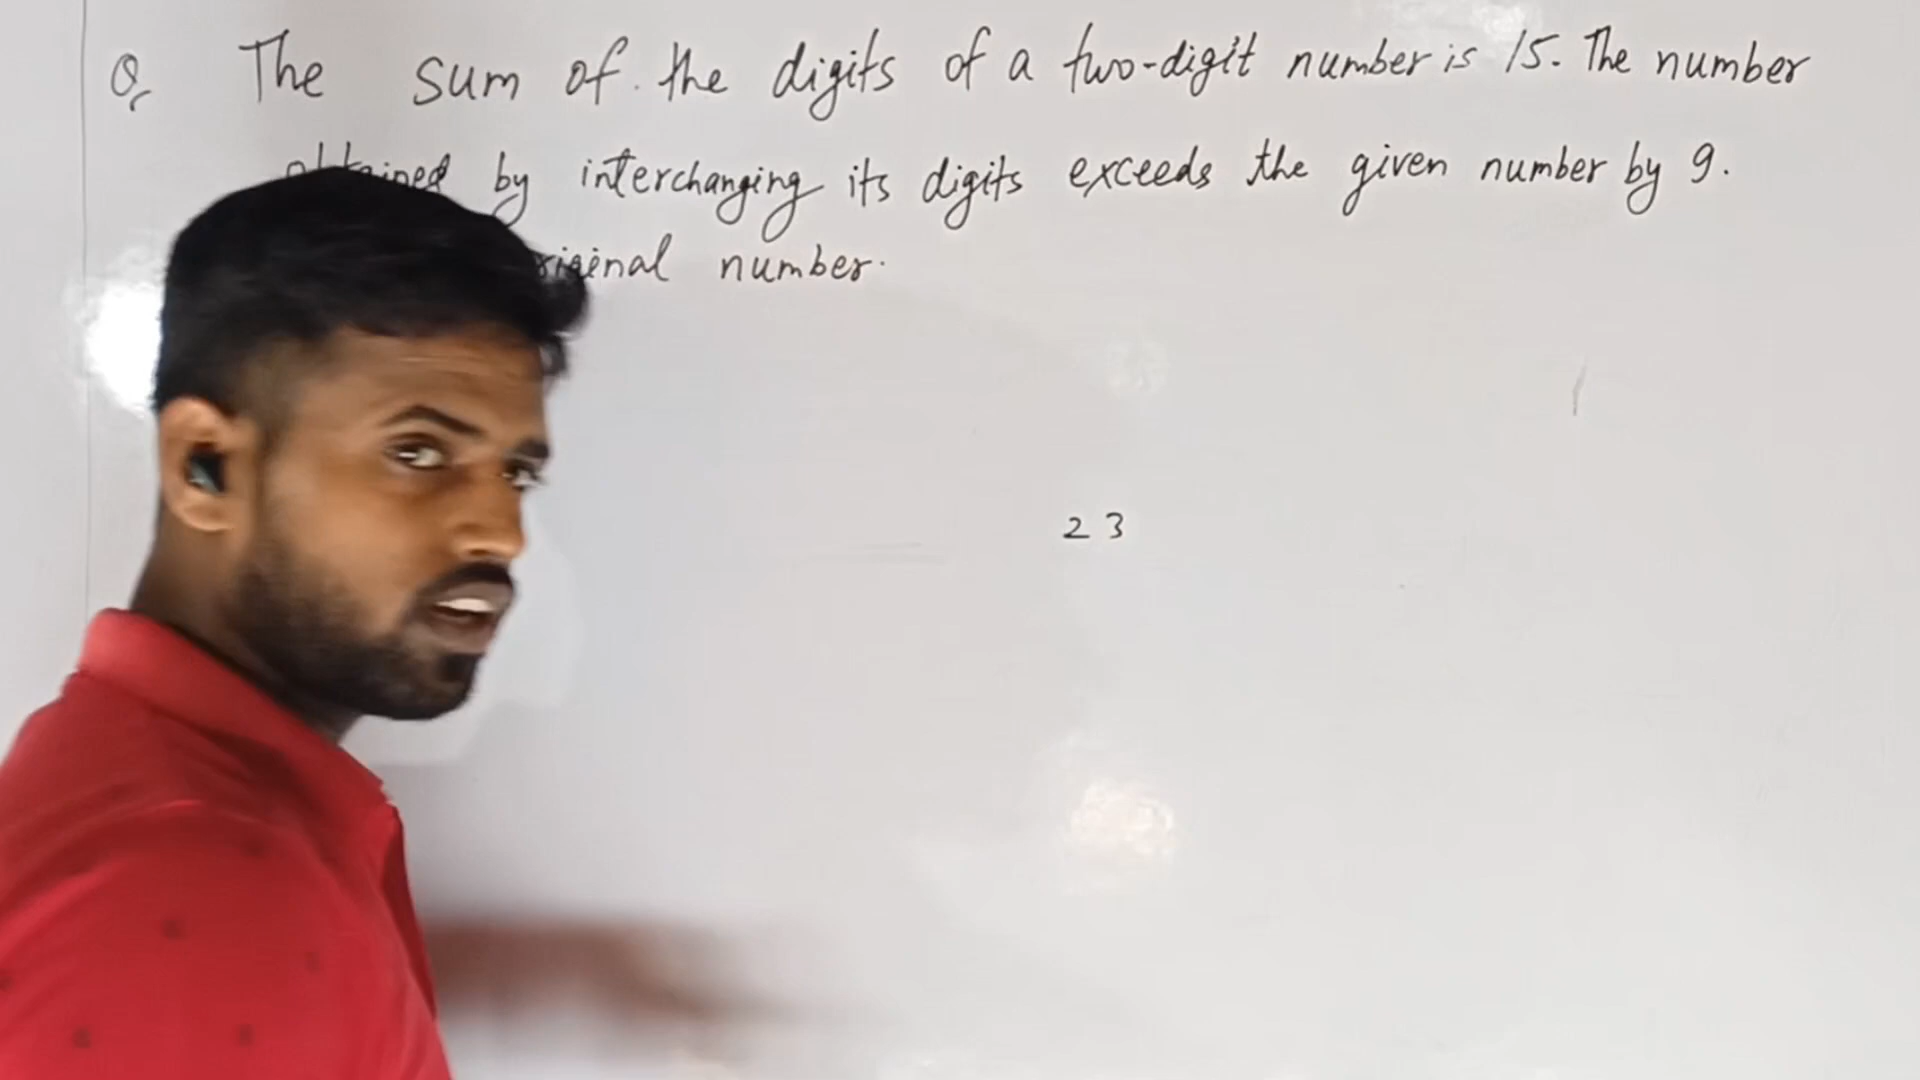 Q. The sum of the digits of a two-digit number is 15. The number
obtained by interchanging its digits exceeds the given number by 9.
number.
23